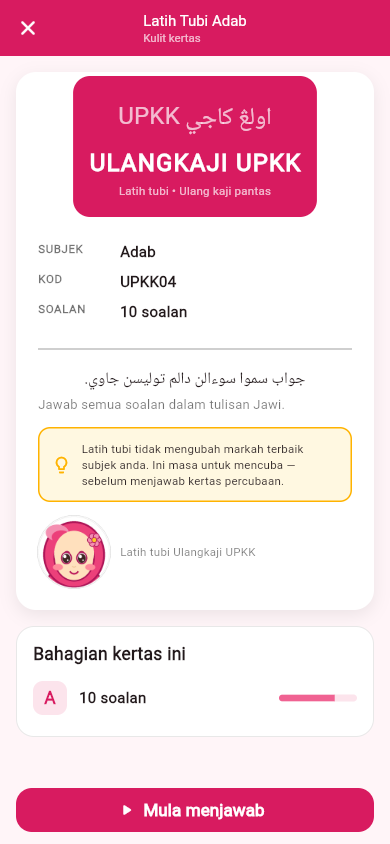 Latih Tubi Adab
Kulit kertas
اولڠ كاجي UPKK
ULANGKAJI UPKK
Latih tubi • Ulang kaji pantas
SUBJEK Adab
KOD UPKK04
SOALAN 10 soalan
جواب سموا سوءالن دالم توليسن جاوي.
Jawab semua soalan dalam tulisan Jawi.
Latih tubi tidak mengubah markah terbaik
subjek anda. Ini masa untuk mencuba —
sebelum menjawab kertas percubaan.
Latih tubi Ulangkaji UPKK
Bahagian kertas ini
A 10 soalan
Mula menjawab